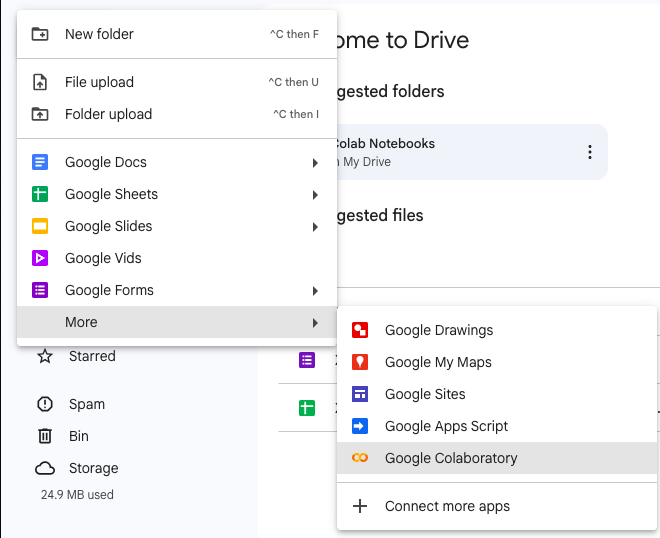 New folder ^C then F
File upload ^C then U
Folder upload ^C then I
Google Docs
Google Sheets
Google Slides
Google Vids
Google Forms
More
Starred
Spam
Bin
Storage
24.9 MB used
ome to Drive
gested folders
Colab Notebooks
My Drive
gested files
Google Drawings
Google My Maps
Google Sites
Google Apps Script
Google Colaboratory
Connect more apps